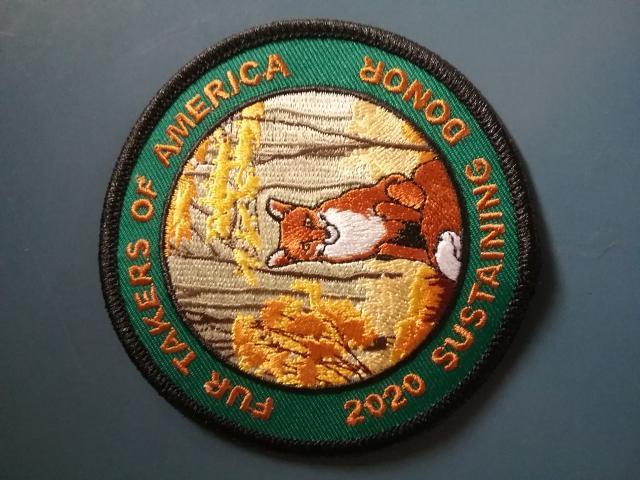 FUR TAKERS OF AMERICA
2020 SUSTAINING DONOR